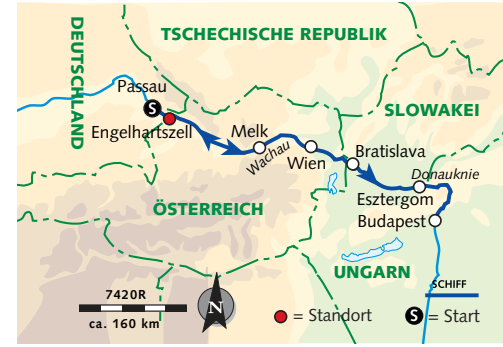 DEUTSCHLAND
TSCHECHISCHE REPUBLIK
SLOWAKEI
Passau
S
Engelhartszell
Melk
Wachau
Wien
Bratislava
Donauknie
Esztergom
Budapest
ÖSTERREICH
UNGARN
SCHIFF
7420R
ca. 160 km
N
= Standort
S = Start